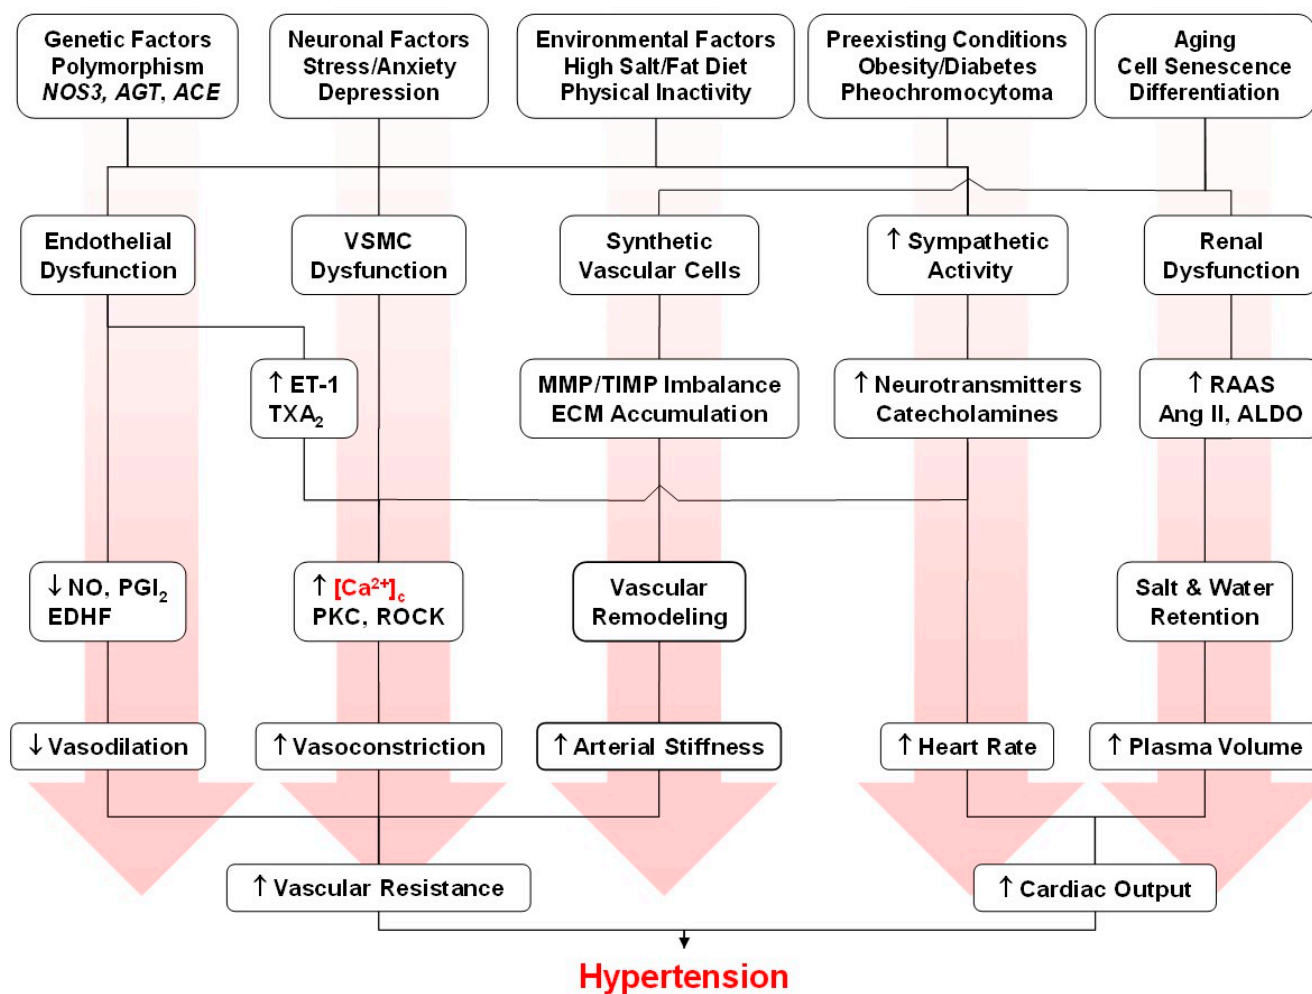 Genetic Factors
Polymorphism
NOS3, AGT, ACE
Neuronal Factors
Stress/Anxiety
Depression
Environmental Factors
High Salt/Fat Diet
Physical Inactivity
Preexisting Conditions
Obesity/Diabetes
Pheochromocytoma
Aging
Cell Senescence
Differentiation
Endothelial
Dysfunction
VSMC
Dysfunction
Synthetic
Vascular Cells
↑ Sympathetic
Activity
Renal
Dysfunction
↑ ET-1
TXA₂
MMP/TIMP Imbalance
ECM Accumulation
↑ Neurotransmitters
Catecholamines
↑ RAAS
Ang II, ALDO
↓ NO, PGI₂
EDHF
↑ [Ca²⁺]c
PKC, ROCK
Vascular
Remodeling
Salt & Water
Retention
↓ Vasodilation
↑ Vasoconstriction
↑ Arterial Stiffness
↑ Heart Rate
↑ Plasma Volume
↑ Vascular Resistance
↑ Cardiac Output
Hypertension